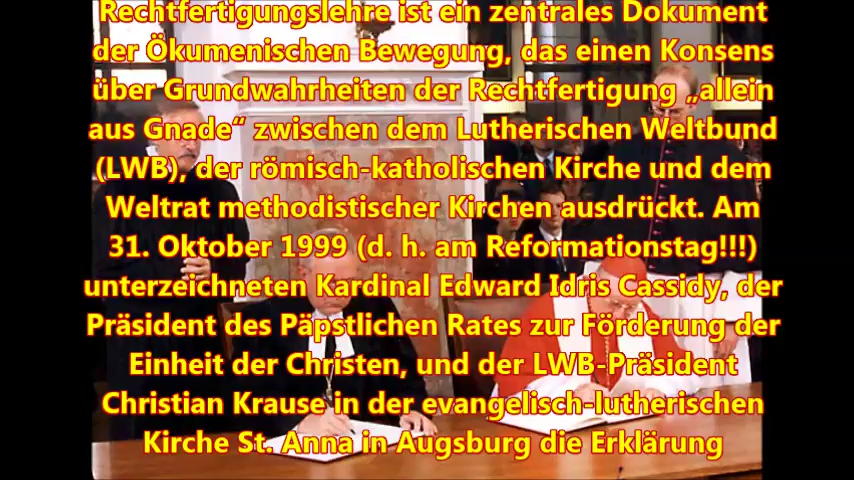 Rechtfertigungslehre ist ein zentrales Dokument
der Ökumenischen Bewegung, das einen Konsens
über Grundwahrheiten der Rechtfertigung „allein
aus Gnade“ zwischen dem Lutherischen Weltbund
(LWB), der römisch-katholischen Kirche und dem
Weltrat methodistischer Kirchen ausdrückt. Am
31. Oktober 1999 (d. h. am Reformationstag!!!)
unterzeichneten Kardinal Edward Idris Cassidy, der
Präsident des Päpstlichen Rates zur Förderung der
Einheit der Christen, und der LWB-Präsident
Christian Krause in der evangelisch-lutherischen
Kirche St. Anna in Augsburg die Erklärung